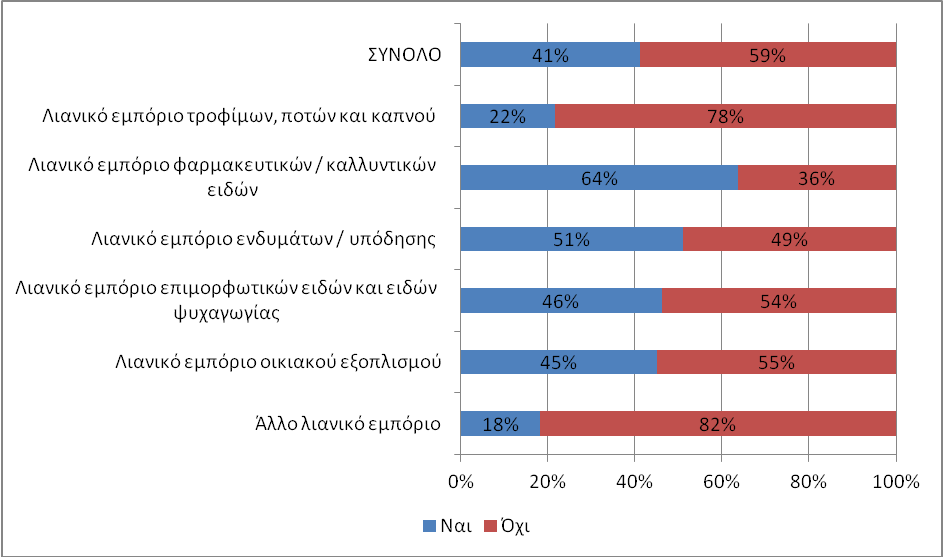 ΣΥΝΟΛΟ
41% 59%
Λιανικό εμπόριο τροφίμων, ποτών και καπνού
22% 78%
Λιανικό εμπόριο φαρμακευτικών / καλλυντικών
ειδών
64% 36%
Λιανικό εμπόριο ενδυμάτων / υπόδησης
51% 49%
Λιανικό εμπόριο επιμορφωτικών ειδών και ειδών
ψυχαγωγίας
46% 54%
Λιανικό εμπόριο οικιακού εξοπλισμού
45% 55%
Άλλο λιανικό εμπόριο
18% 82%
0% 20% 40% 60% 80% 100%
Ναι Όχι